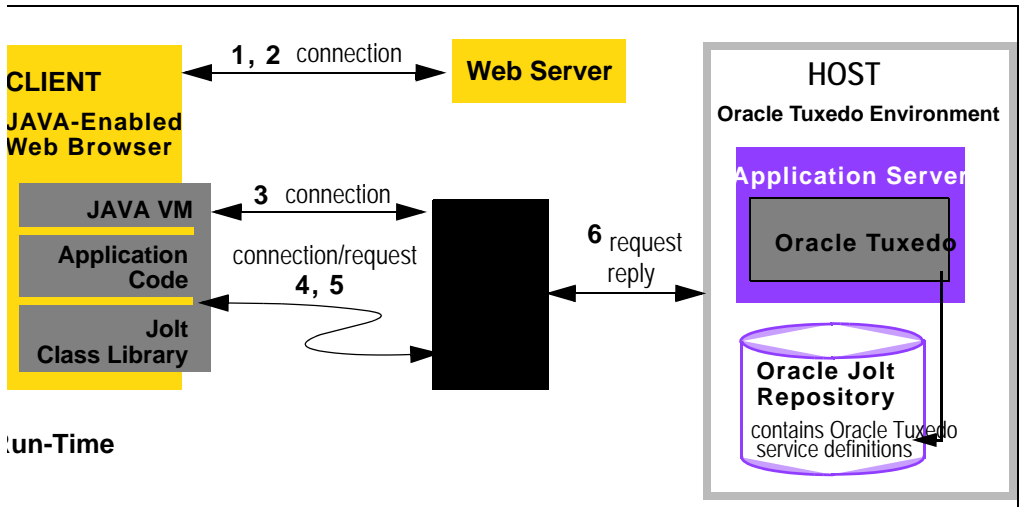 1, 2 connection
CLIENT
JAVA-Enabled
Web Browser
Web Server
HOST
Oracle Tuxedo Environment
Application Server
Oracle Tuxedo
JAVA VM
3 connection
Application
Code
connection/request
4, 5
6 request
reply
Jolt
Class Library
Oracle Jolt
Repository
contains Oracle Tuxedo
service definitions
un-Time